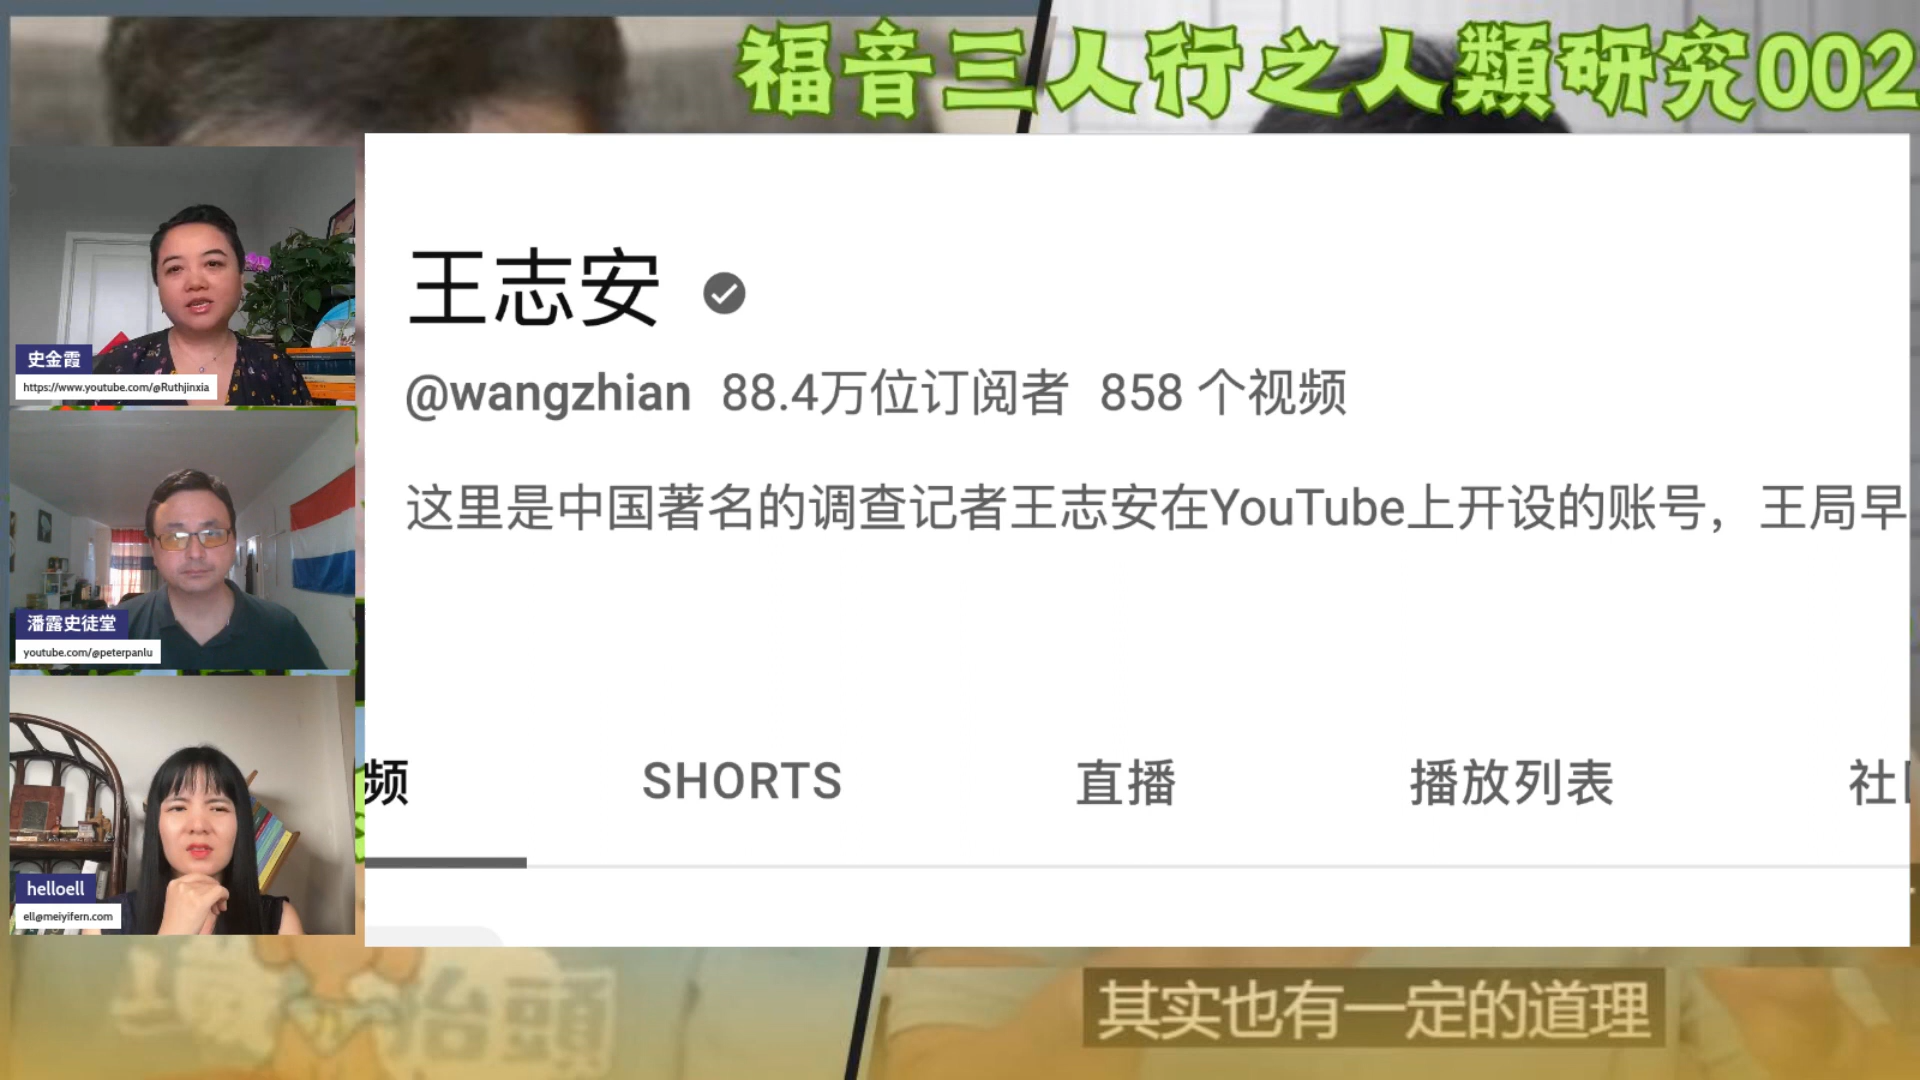 福音三人行之人類研究002
史金霞
https://www.youtube.com/@Ruthjinxia
潘露史徒堂
youtube.com/@peterpanlu
helloell
ell@meiyifern.com
王志安
@wangzhian 88.4万位订阅者 858 个视频
这里是中国著名的调查记者王志安在YouTube上开设的账号，王局早
频 SHORTS 直播 播放列表 社
抬頭
其实也有一定的道理